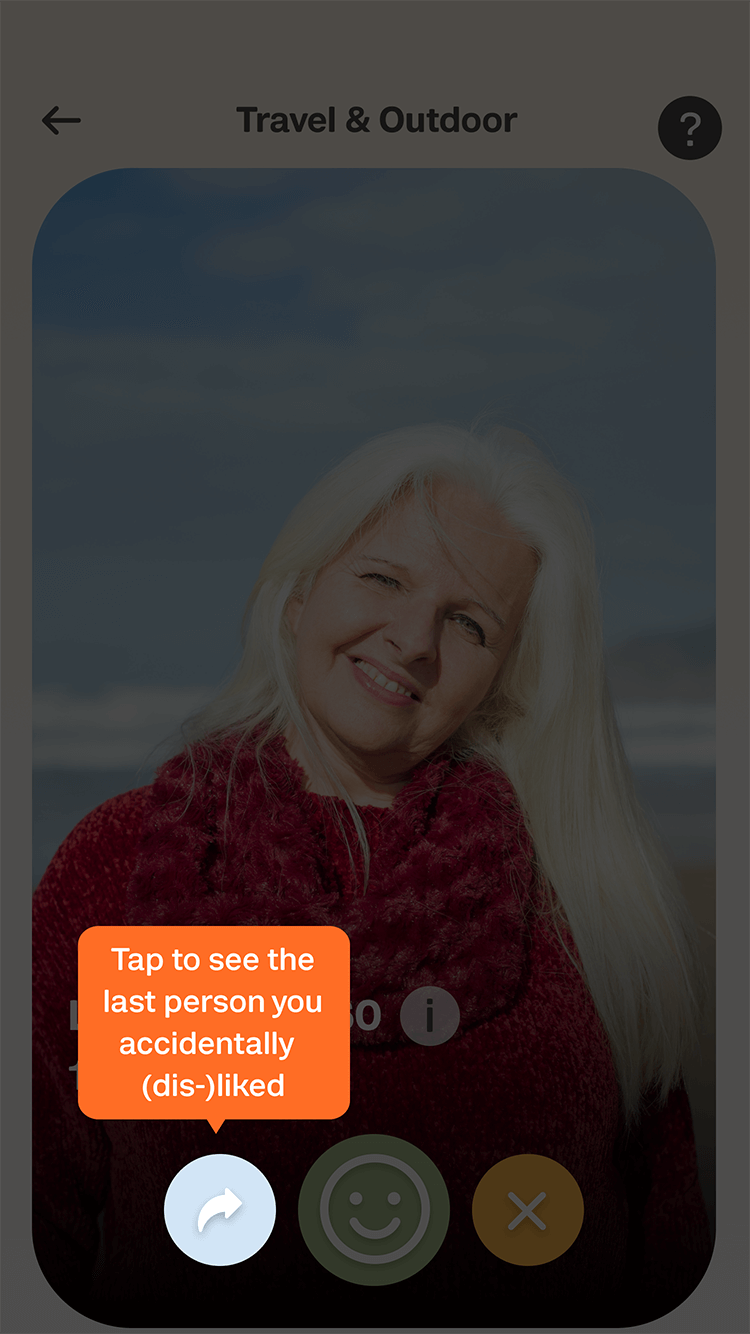 Travel & Outdoor
?
Tap to see the
last person you
accidentally
(dis-)liked
i